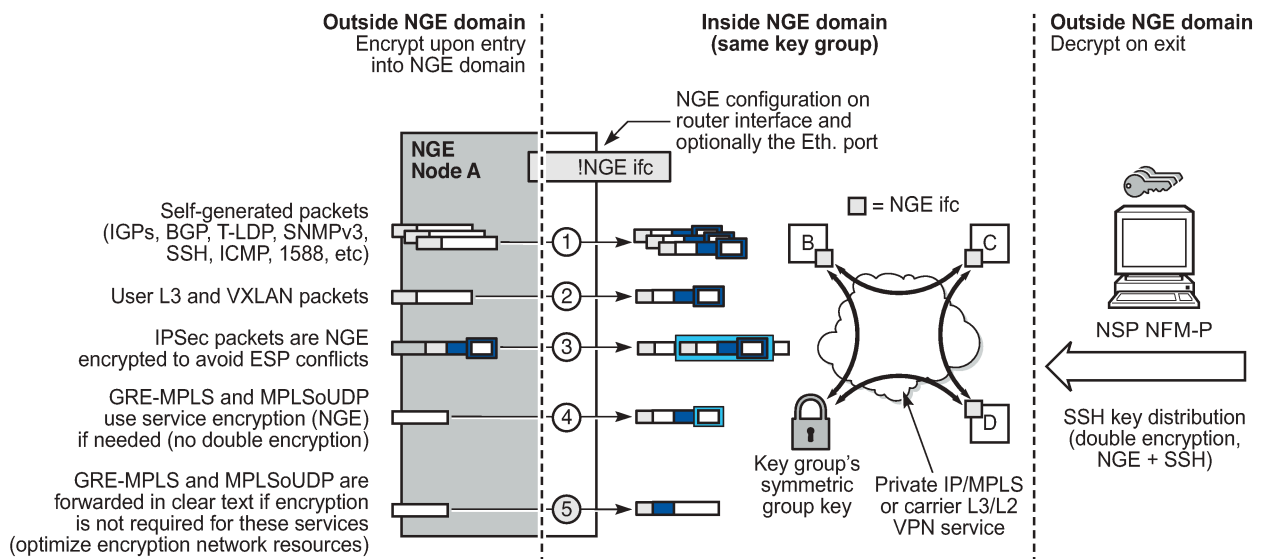 Outside NGE domain
Encrypt upon entry
into NGE domain
Inside NGE domain
(same key group)
Outside NGE domain
Decrypt on exit
NGE configuration on
router interface and
optionally the Eth. port
NGE
Node A
!NGE ifc
Self-generated packets
(IGPs, BGP, T-LDP, SNMPv3,
SSH, ICMP, 1588, etc)
1
User L3 and VXLAN packets
2
IPSec packets are NGE
encrypted to avoid ESP conflicts
3
GRE-MPLS and MPLSoUDP
use service encryption (NGE)
if needed (no double encryption)
4
GRE-MPLS and MPLSoUDP are
forwarded in clear text if encryption
is not required for these services
(optimize encryption network resources)
5
= NGE ifc
B
C
D
Key group's
symmetric
group key
Private IP/MPLS
or carrier L3/L2
VPN service
NSP NFM-P
SSH key distribution
(double encryption,
NGE + SSH)